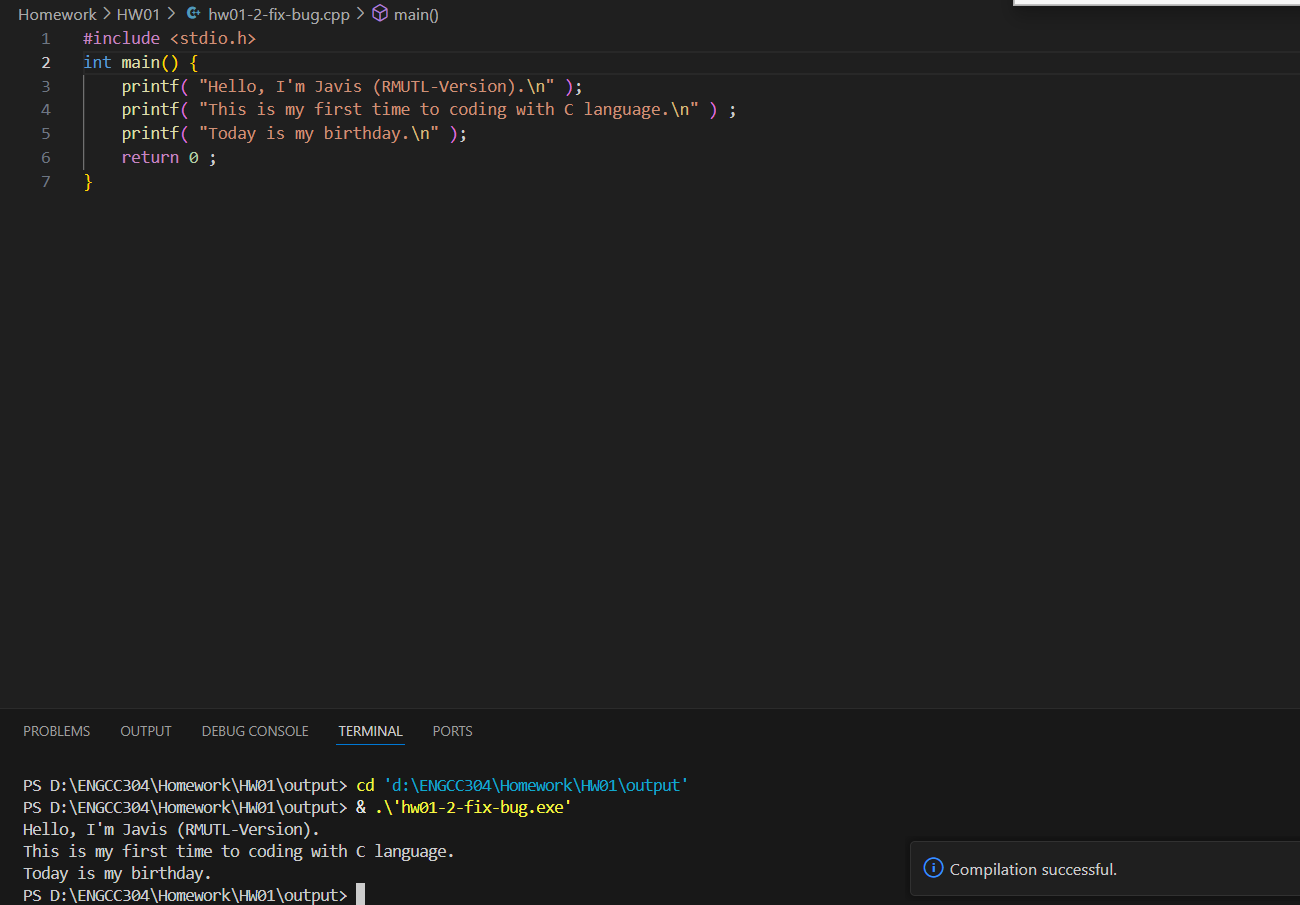 Homework > HW01 > hw01-2-fix-bug.cpp > main()
1 #include <stdio.h>
2 int main() {
3     printf( "Hello, I'm Javis (RMUTL-Version).\n" );
4     printf( "This is my first time to coding with C language.\n" ) ;
5     printf( "Today is my birthday.\n" );
6     return 0 ;
7 }
PROBLEMS OUTPUT DEBUG CONSOLE TERMINAL PORTS
PS D:\ENGCC304\Homework\HW01\output> cd 'd:\ENGCC304\Homework\HW01\output'
PS D:\ENGCC304\Homework\HW01\output> & .\'hw01-2-fix-bug.exe'
Hello, I'm Javis (RMUTL-Version).
This is my first time to coding with C language.
Today is my birthday.
PS D:\ENGCC304\Homework\HW01\output>
Compilation successful.